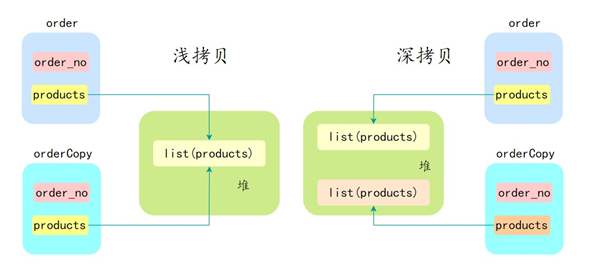 order
order_no
products
浅拷贝
list(products)
堆
orderCopy
order_no
products
深拷贝
order
order_no
products
list(products)
堆
list(products)
orderCopy
order_no
products